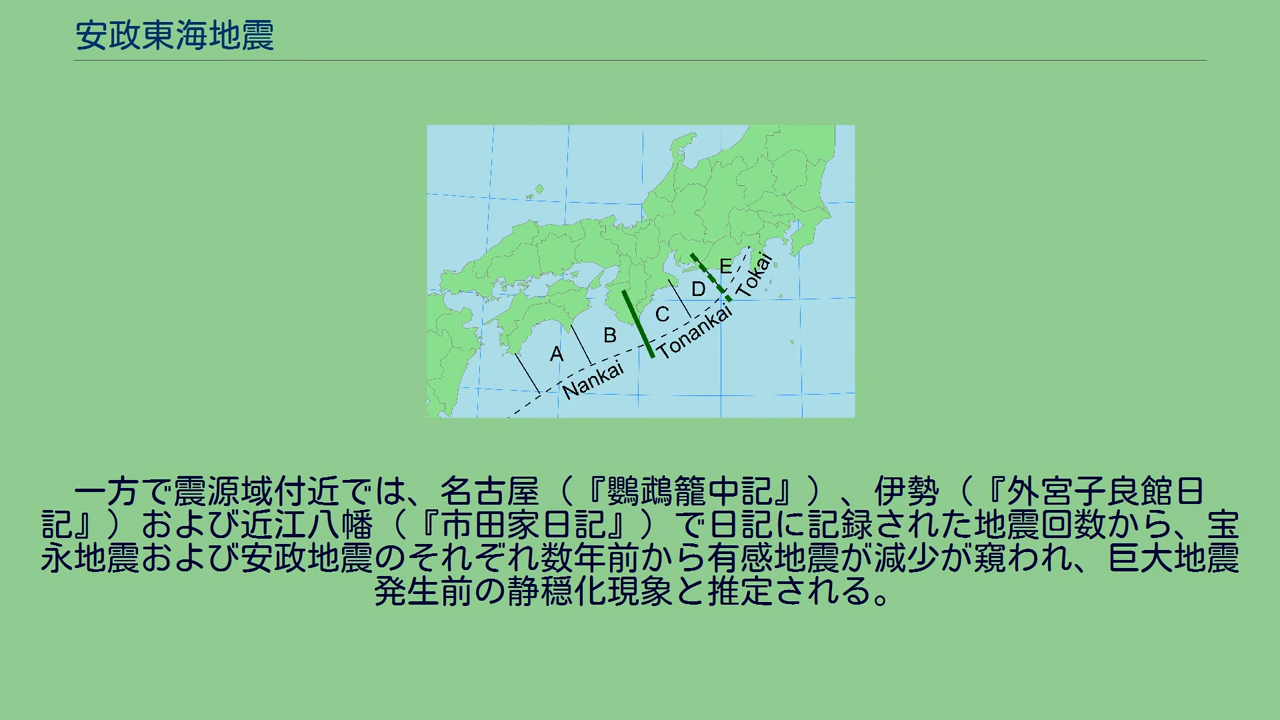 安政東海地震
E
Tokai
D
C
Tonankai
B
A
Nankai
一方で震源域付近では、名古屋（『鸚鵡籠中記』）、伊勢（『外宮子良館日
記』）および近江八幡（『市田家日記』）で日記に記録された地震回数から、宝
永地震および安政地震のそれぞれ数年前から有感地震が減少が窺われ、巨大地震
発生前の静穏化現象と推定される。